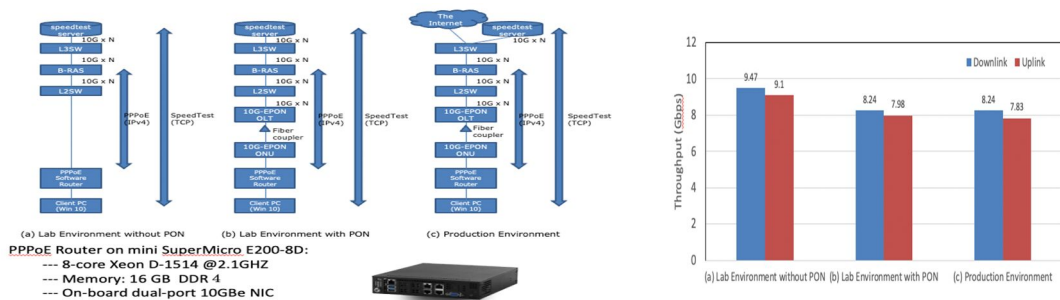 speedtest
server
10G x N
L3SW
10G x N
B-RAS
10G x N
L2SW
PPPoE
(IPv4)
SpeedTest
(TCP)
PPPoE
Software
Router
Client PC
(Win 10)
(a) Lab Environment without PON
speedtest
server
10G x N
L3SW
10G x N
B-RAS
10G x N
L2SW
10G x N
10G-EPON
OLT
Fiber
coupler
10G-EPON
ONU
PPPoE
(IPv4)
SpeedTest
(TCP)
PPPoE
Software
Router
Client PC
(Win 10)
(b) Lab Environment with PON
The
Internet
speedtest
server
10G x N
L3SW
10G x N
B-RAS
10G x N
L2SW
10G x N
10G-EPON
OLT
Fiber
coupler
10G-EPON
ONU
PPPoE
(IPv4)
SpeedTest
(TCP)
PPPoE
Software
Router
Client PC
(Win 10)
(c) Production Environment
PPPoE Router on mini SuperMicro E200-8D:
--- 8-core Xeon D-1514 @2.1GHZ
--- Memory: 16 GB DDR 4
--- On-board dual-port 10GBe NIC
Throughput (Gbps)
12
10
8
6
4
2
0
Downlink
Uplink
9.47
9.1
8.24
7.98
8.24
7.83
(a) Lab Environment without PON
(b) Lab Environment with PON
(c) Production Environment